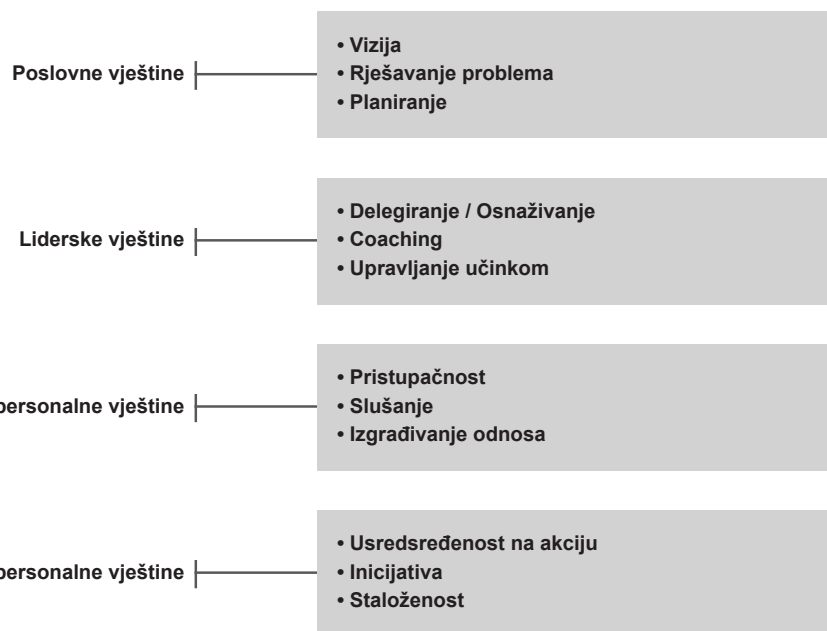 Poslovne vještine
• Vizija
• Rješavanje problema
• Planiranje
Liderske vještine
• Delegiranje / Osnaživanje
• Coaching
• Upravljanje učinkom
personalne vještine
• Pristupačnost
• Slušanje
• Izgrađivanje odnosa
personalne vještine
• Usredsređenost na akciju
• Inicijativa
• Staloženost